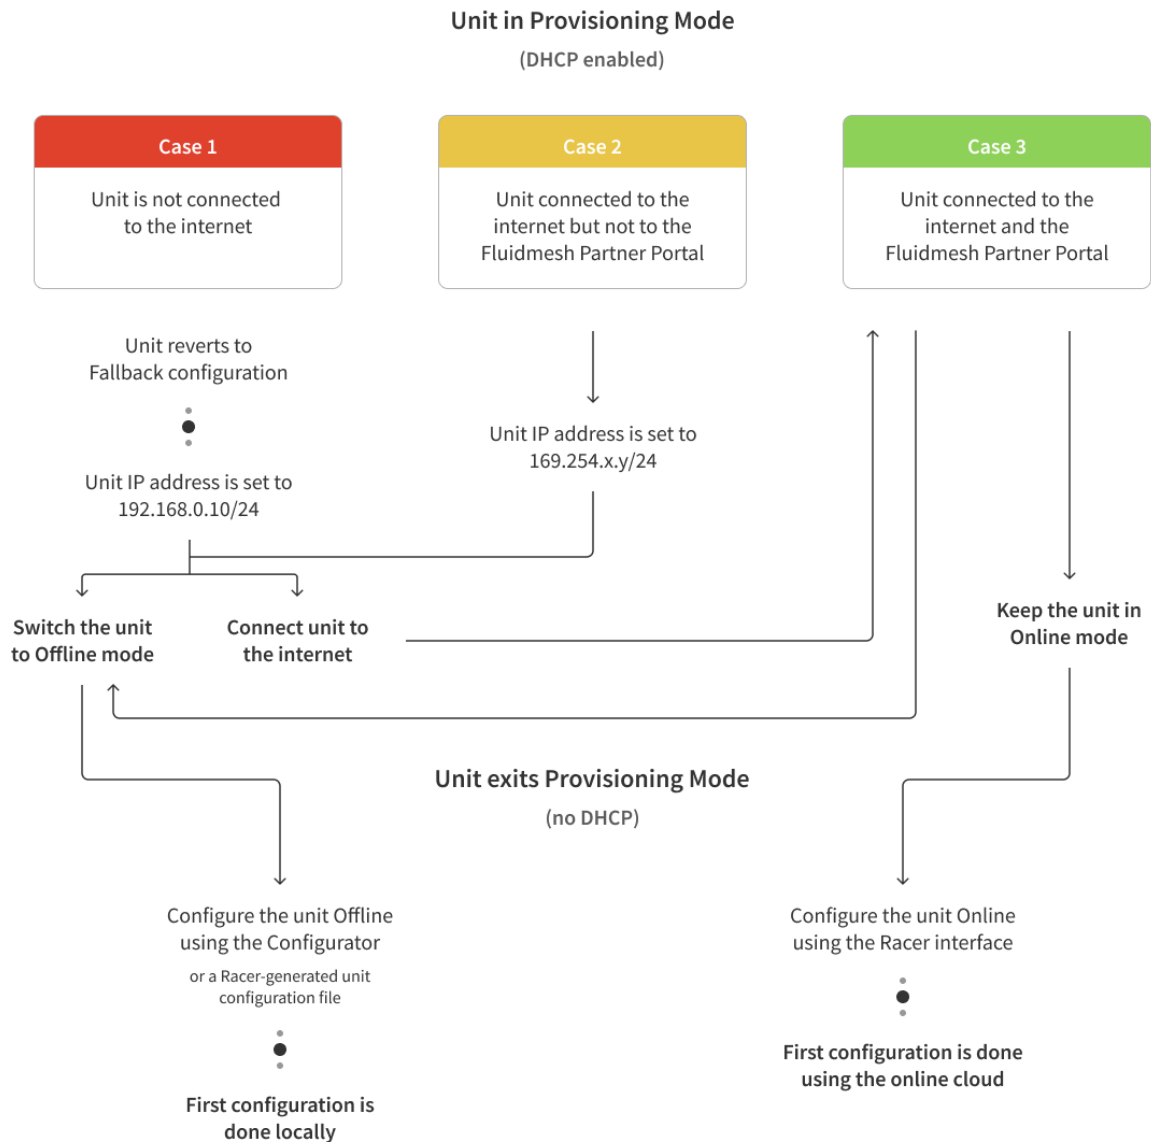 Unit in Provisioning Mode
(DHCP enabled)
Case 1
Unit is not connected
to the internet
Case 2
Unit connected to the
internet but not to the
Fluidmesh Partner Portal
Case 3
Unit connected to the
internet and the
Fluidmesh Partner Portal
Unit reverts to
Fallback configuration
Unit IP address is set to
192.168.0.10/24
Unit IP address is set to
169.254.x.y/24
Switch the unit
to Offline mode
Connect unit to
the internet
Keep the unit in
Online mode
Unit exits Provisioning Mode
(no DHCP)
Configure the unit Offline
using the Configurator
or a Racer-generated unit
configuration file
First configuration is
done locally
Configure the unit Online
using the Racer interface
First configuration is done
using the online cloud